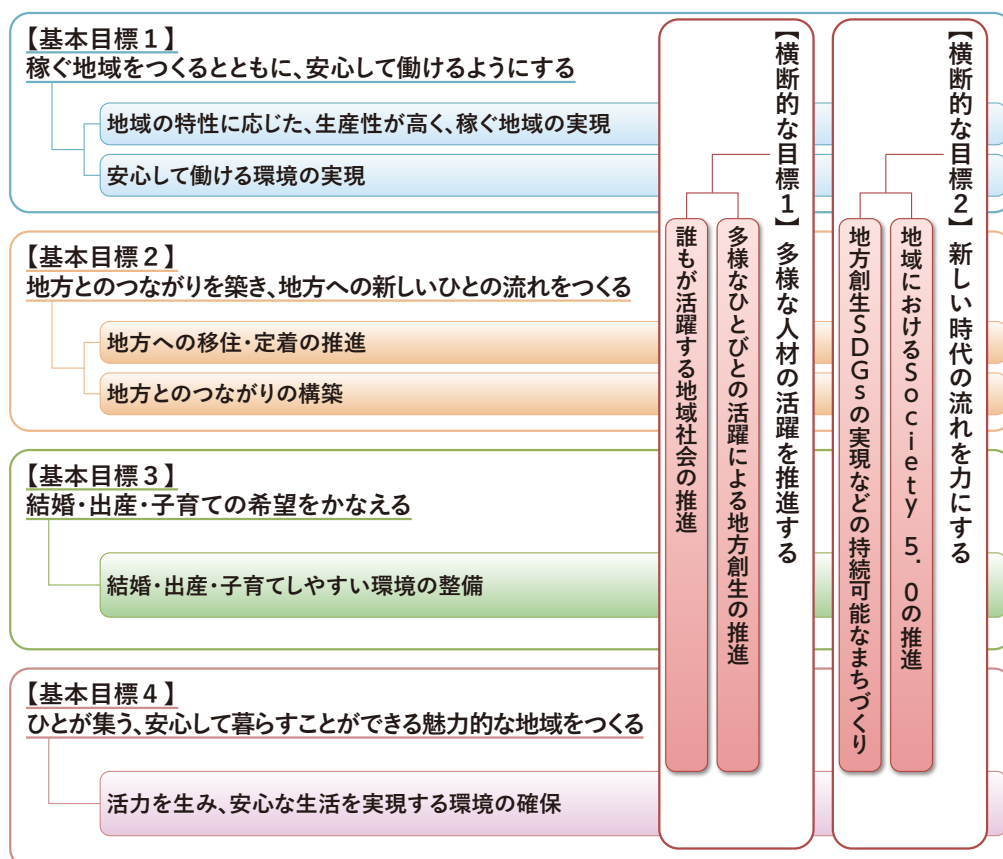 【基本目標1】
稼ぐ地域をつくるとともに、安心して働けるようにする
地域の特性に応じた、生産性が高く、稼ぐ地域の実現
安心して働ける環境の実現
【基本目標2】
地方とのつながりを築き、地方への新しいひとの流れをつくる
地方への移住・定着の推進
地方とのつながりの構築
【基本目標3】
結婚・出産・子育ての希望をかなえる
結婚・出産・子育てしやすい環境の整備
【基本目標4】
ひとが集う、安心して暮らすことができる魅力的な地域をつくる
活力を生み、安心な生活を実現する環境の確保
【横断的な目標1】多様な人材の活躍を推進する
多様なひとびとの活躍による地方創生の推進
誰もが活躍する地域社会の推進
【横断的な目標2】新しい時代の流れを力にする
地域におけるSociety 5.0の推進
地方創生SDGsの実現などの持続可能なまちづくり